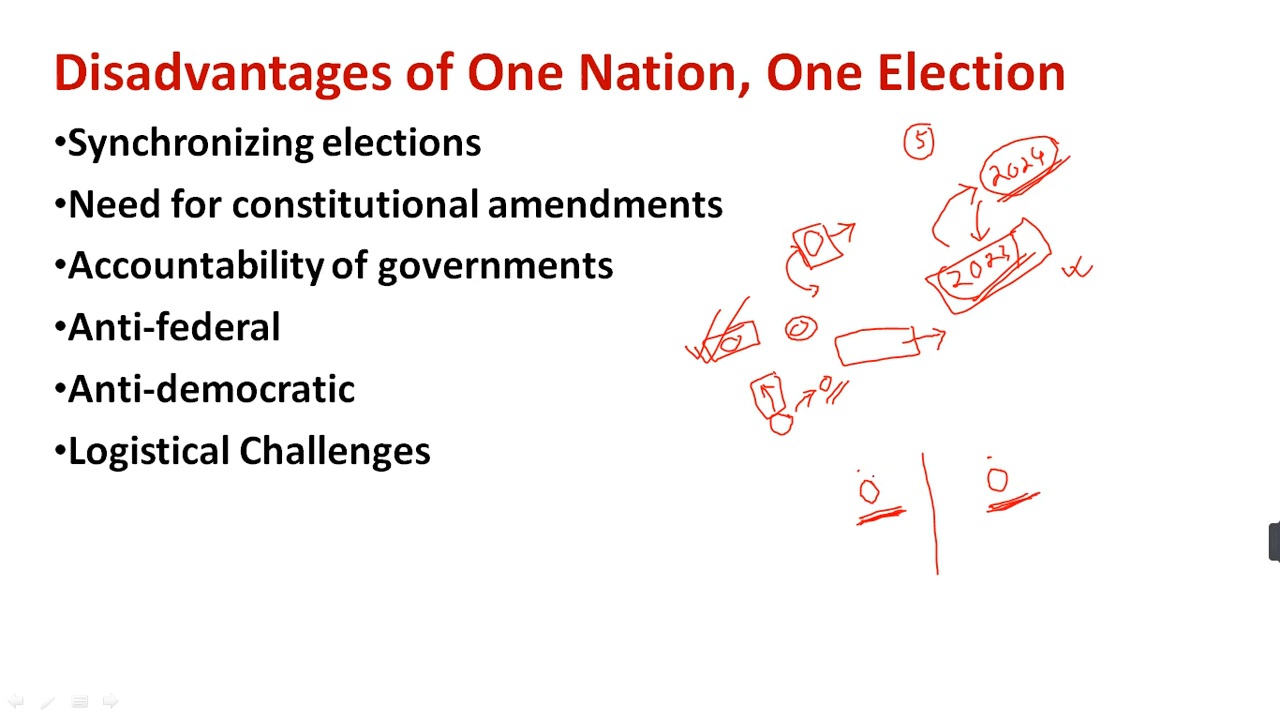 Disadvantages of One Nation, One Election
•Synchronizing elections
•Need for constitutional amendments
•Accountability of governments
•Anti-federal
•Anti-democratic
•Logistical Challenges
5
2024
2023